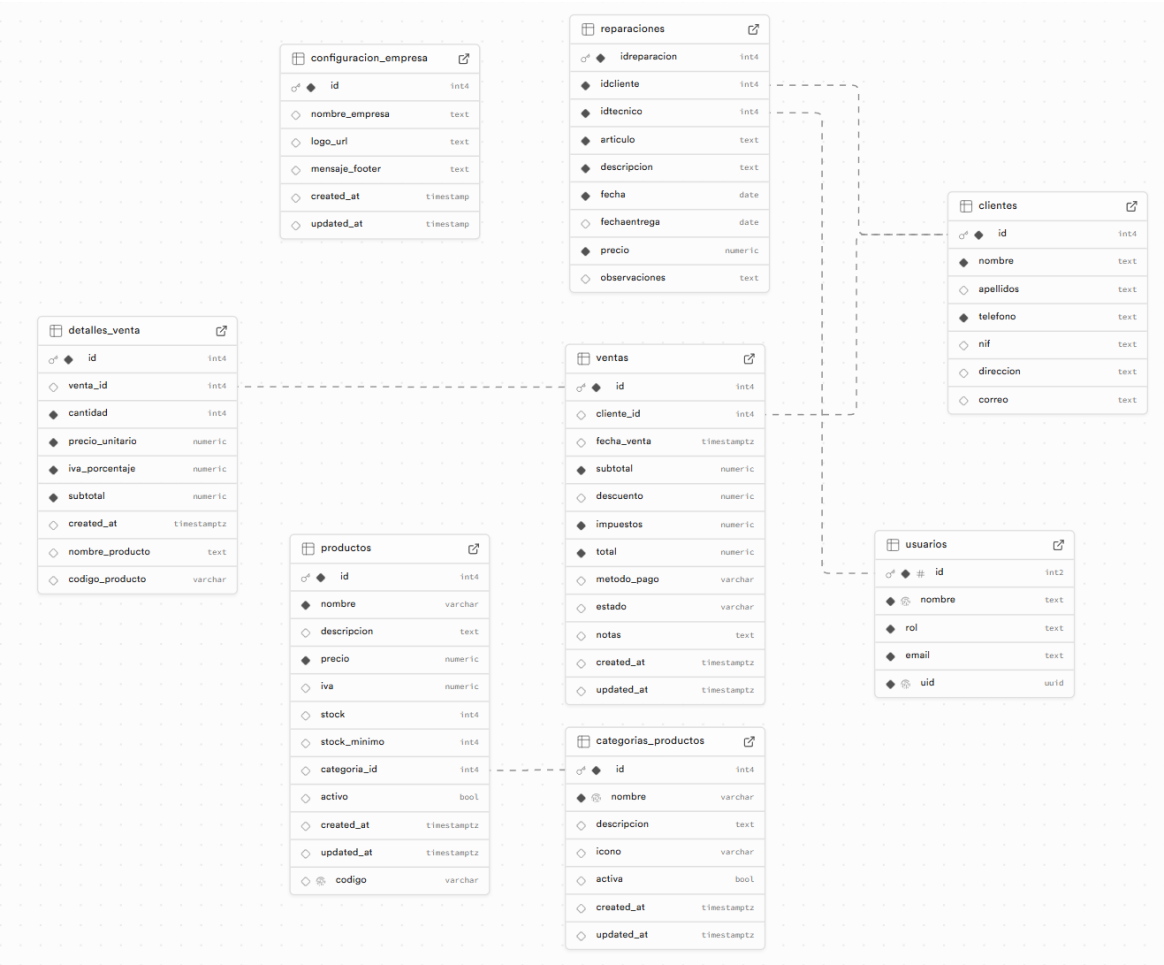 reparaciones
idreparacion int4
idcliente int4
idtecnico int4
articulo text
descripcion text
fecha date
fechaentrega date
precio numeric
observaciones text
configuracion_empresa
id int4
nombre_empresa text
logo_url text
mensaje_footer text
created_at timestamp
updated_at timestamp
clientes
id int4
nombre text
apellidos text
telefono text
nif text
direccion text
correo text
detalles_venta
id int4
venta_id int4
cantidad int4
precio_unitario numeric
iva_porcentaje numeric
subtotal numeric
created_at timestamptz
nombre_producto text
codigo_producto varchar
ventas
id int4
cliente_id int4
fecha_venta timestamptz
subtotal numeric
descuento numeric
impuestos numeric
total numeric
metodo_pago varchar
estado varchar
notas text
created_at timestamptz
updated_at timestamptz
productos
id int4
nombre varchar
descripcion text
precio numeric
iva numeric
stock int4
stock_minimo int4
categoria_id int4
activo bool
created_at timestamptz
updated_at timestamptz
codigo varchar
usuarios
# id int2
nombre text
rol text
email text
uid uuid
categorias_productos
id int4
nombre varchar
descripcion text
icono varchar
activa bool
created_at timestamptz
updated_at timestamptz